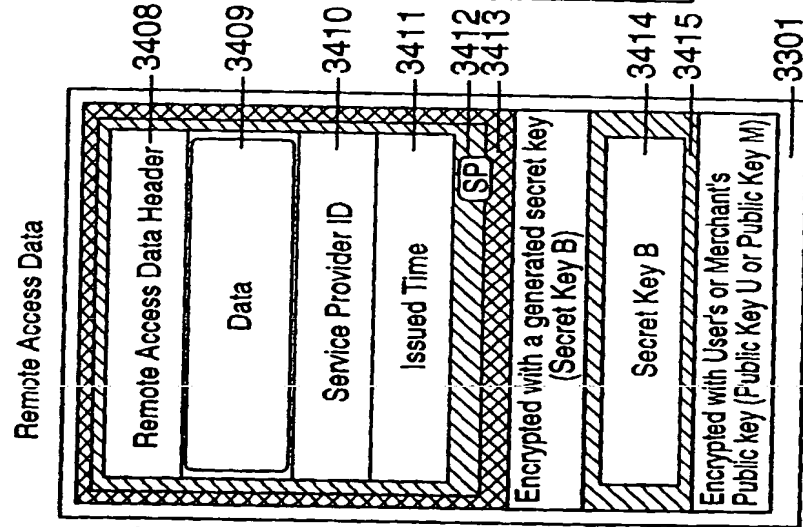 Remote Access Data
Remote Access Data Header
3408
Data
3409
Service Provider ID
3410
Issued Time
3411
SP
3412
3413
Encrypted with a generated secret key
(Secret Key B)
Secret Key B
3414
3415
Encrypted with User's or Merchant's
Public key (Public Key U or Public Key M)
3301